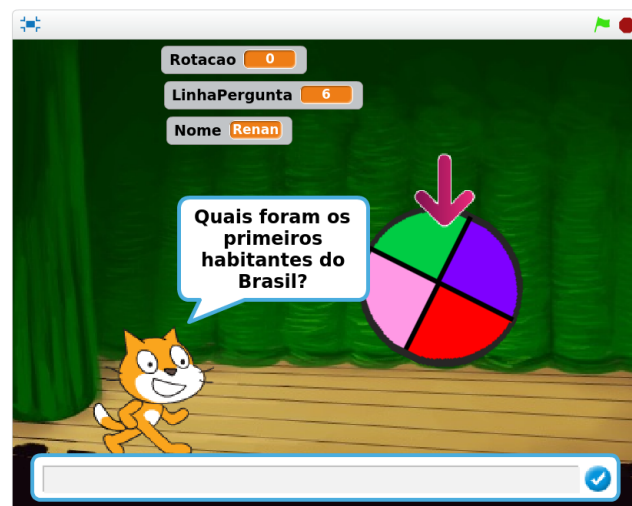 Rotacao 0
LinhaPergunta 6
Nome Renan
Quais foram os
primeiros
habitantes do
Brasil?